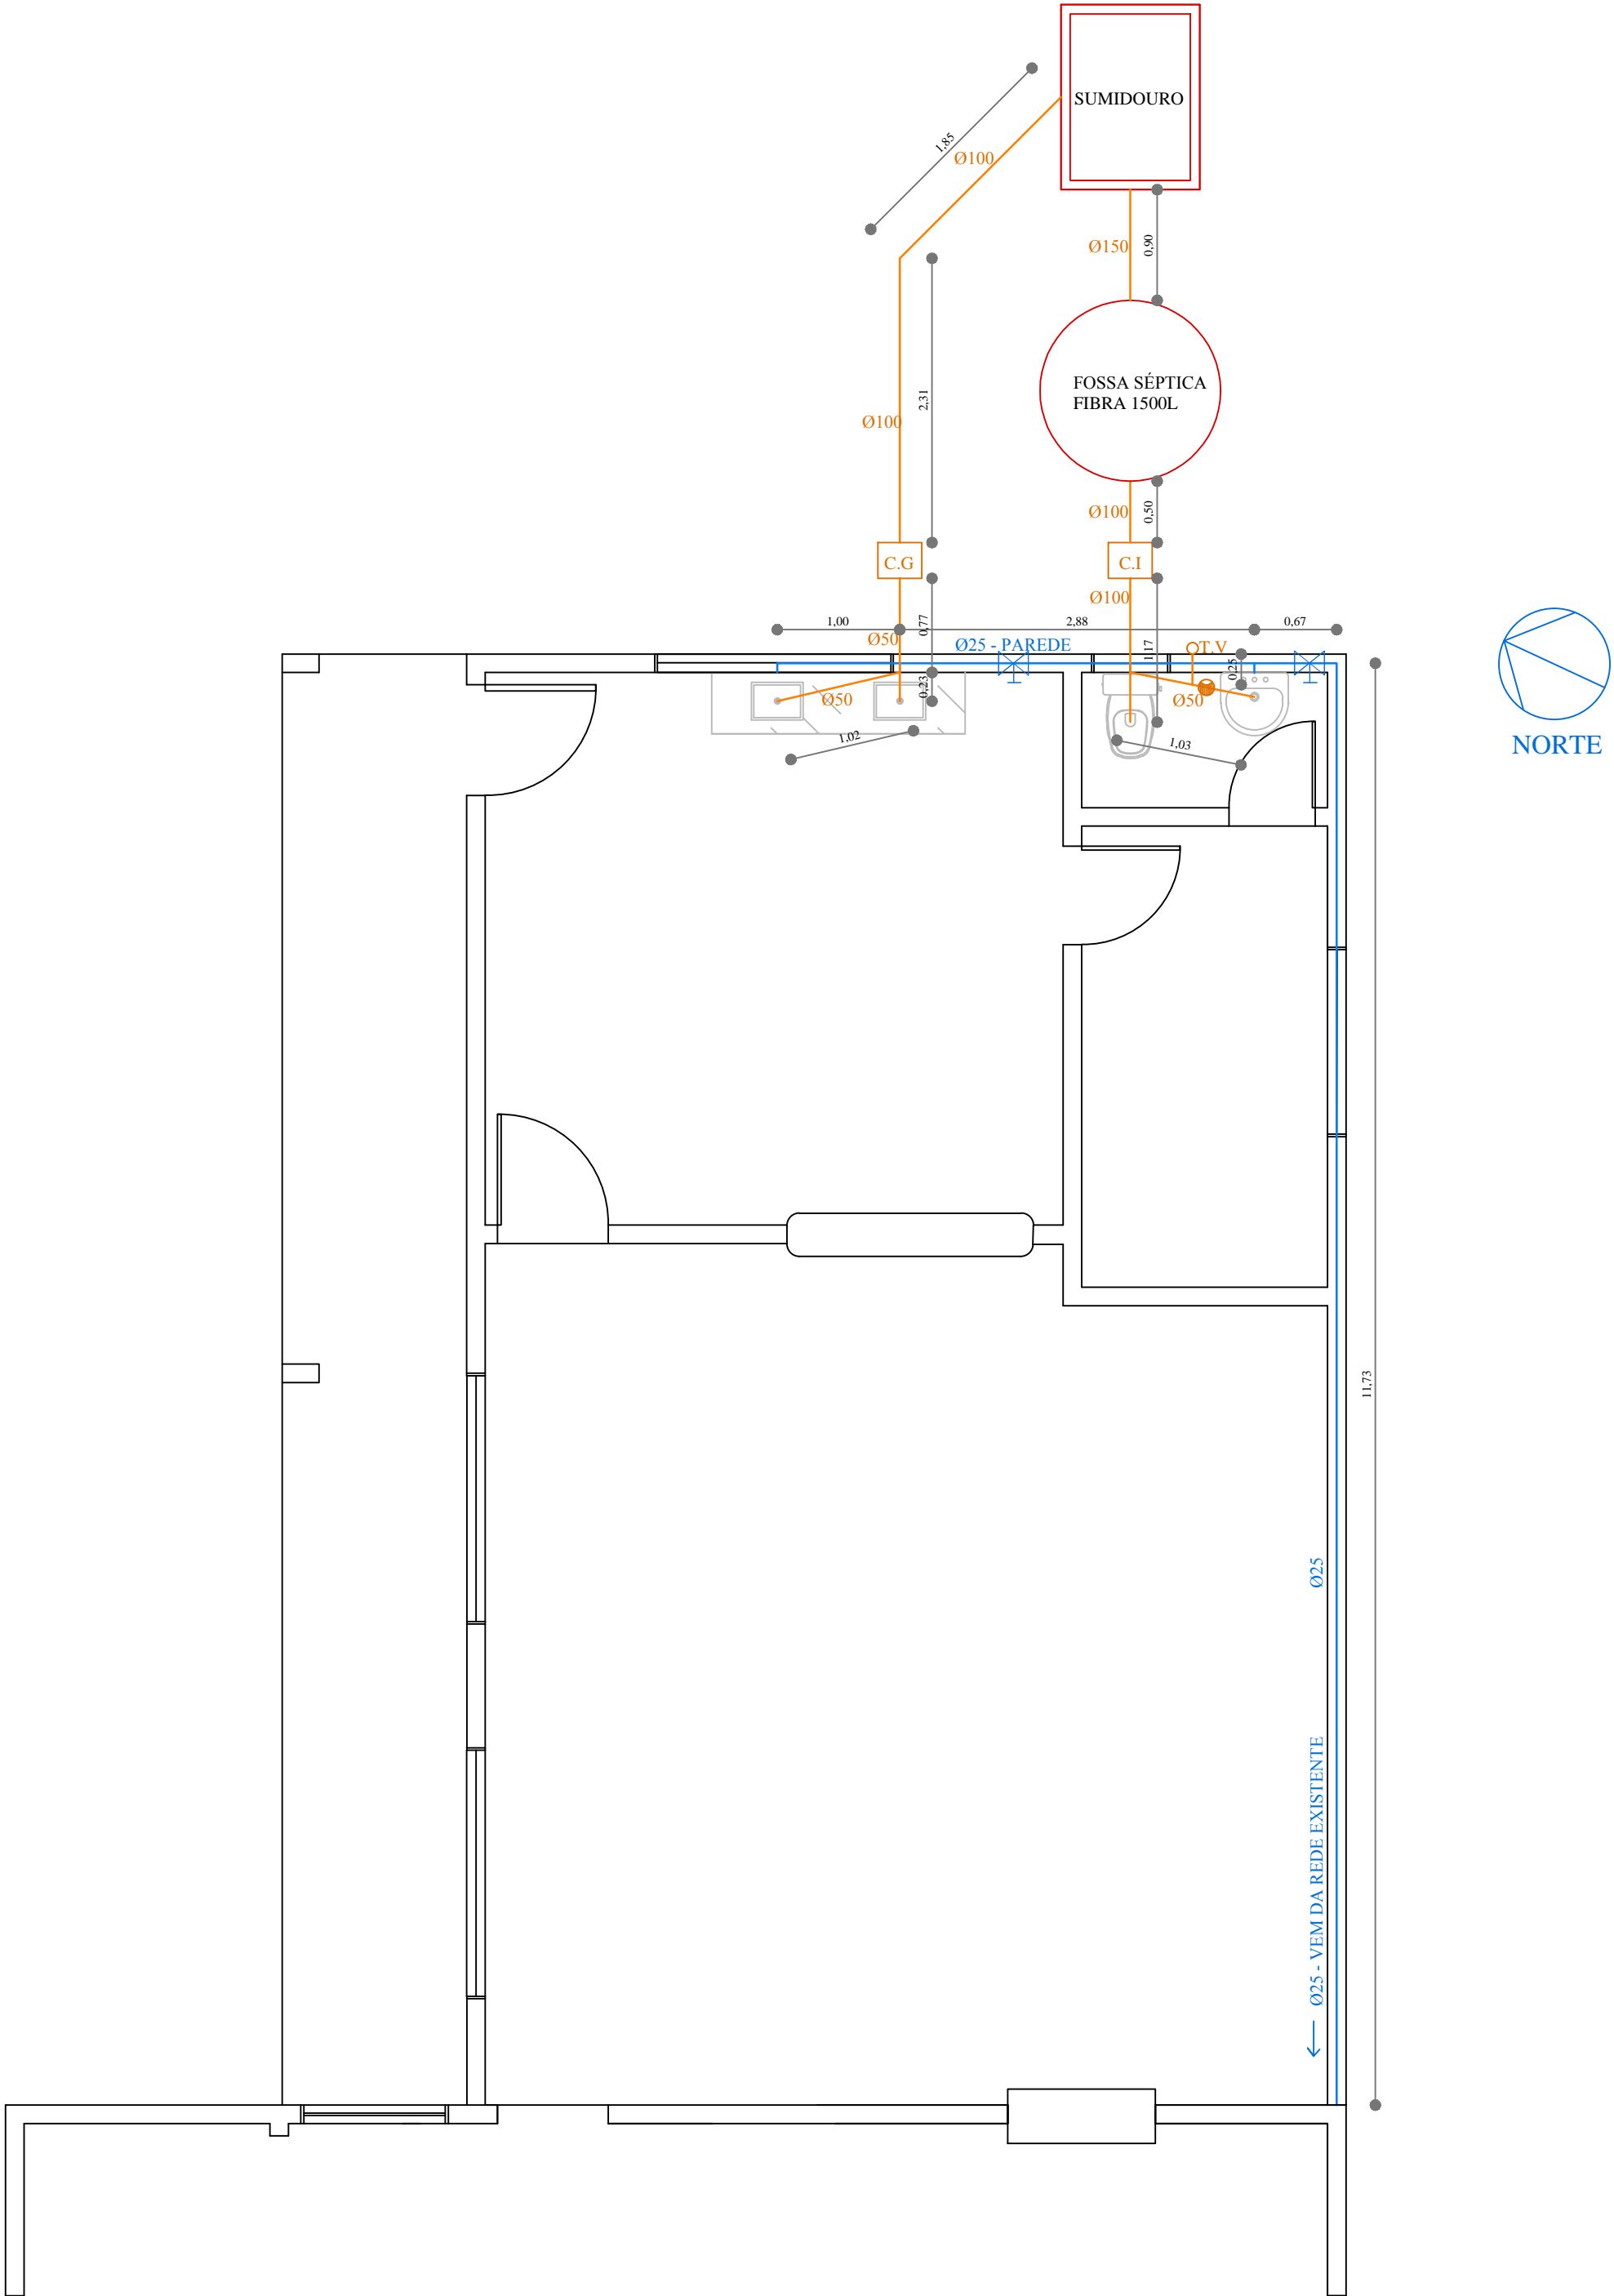 SUMIDOURO
1,85
Ø100
Ø150
0,90
FOSSA SÉPTICA
FIBRA 1500L
2,31
Ø100
Ø100
0,50
C.G
C.I
Ø100
1,00
0,77
2,88
0,67
Ø50
Ø25 - PAREDE
1,17
T.V
0,25
NORTE
0,23
Ø50
Ø50
1,02
1,03
11,73
Ø25
Ø25 - VEM DA REDE EXISTENTE